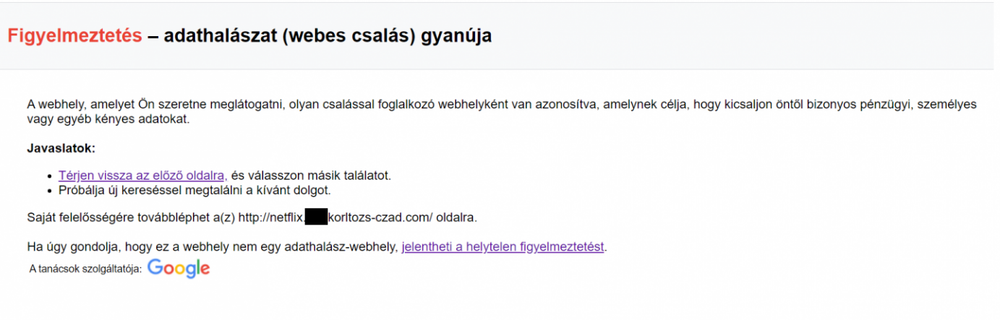 Figyelmeztetés – adathalászat (webes csalás) gyanúja
A webhely, amelyet Ön szeretne meglátogatni, olyan csalással foglalkozó webhelyként van azonosítva, amelynek célja, hogy kicsaljon öntől bizonyos pénzügyi, személyes
vagy egyéb kényes adatokat.
Javaslatok:
• Térjen vissza az előző oldalra, és válasszon másik találatot.
• Próbálja új kereséssel megtalálni a kívánt dolgot.
Saját felelősségére továbbléphet a(z) http://netflix. korltozs-czad.com/ oldalra.
Ha úgy gondolja, hogy ez a webhely nem egy adathalász-webhely, jelentheti a helytelen figyelmeztetést.
A tanácsok szolgáltatója: Google